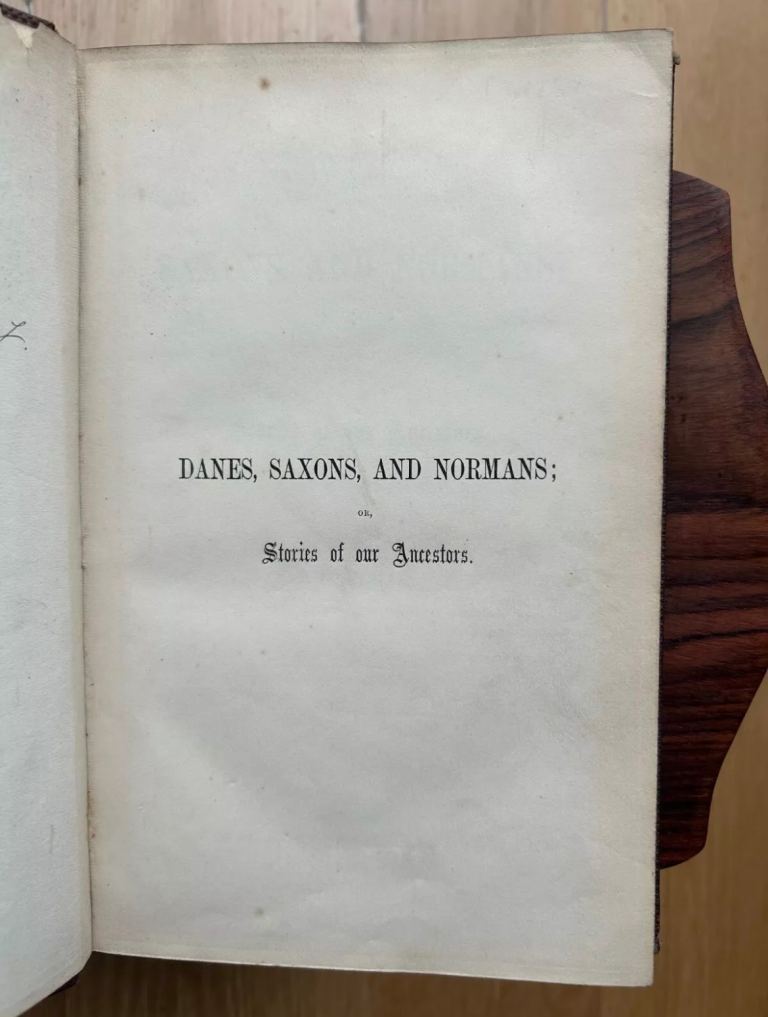 DANES, SAXONS, AND NORMANS;
OR,
Stories of our Ancestors.